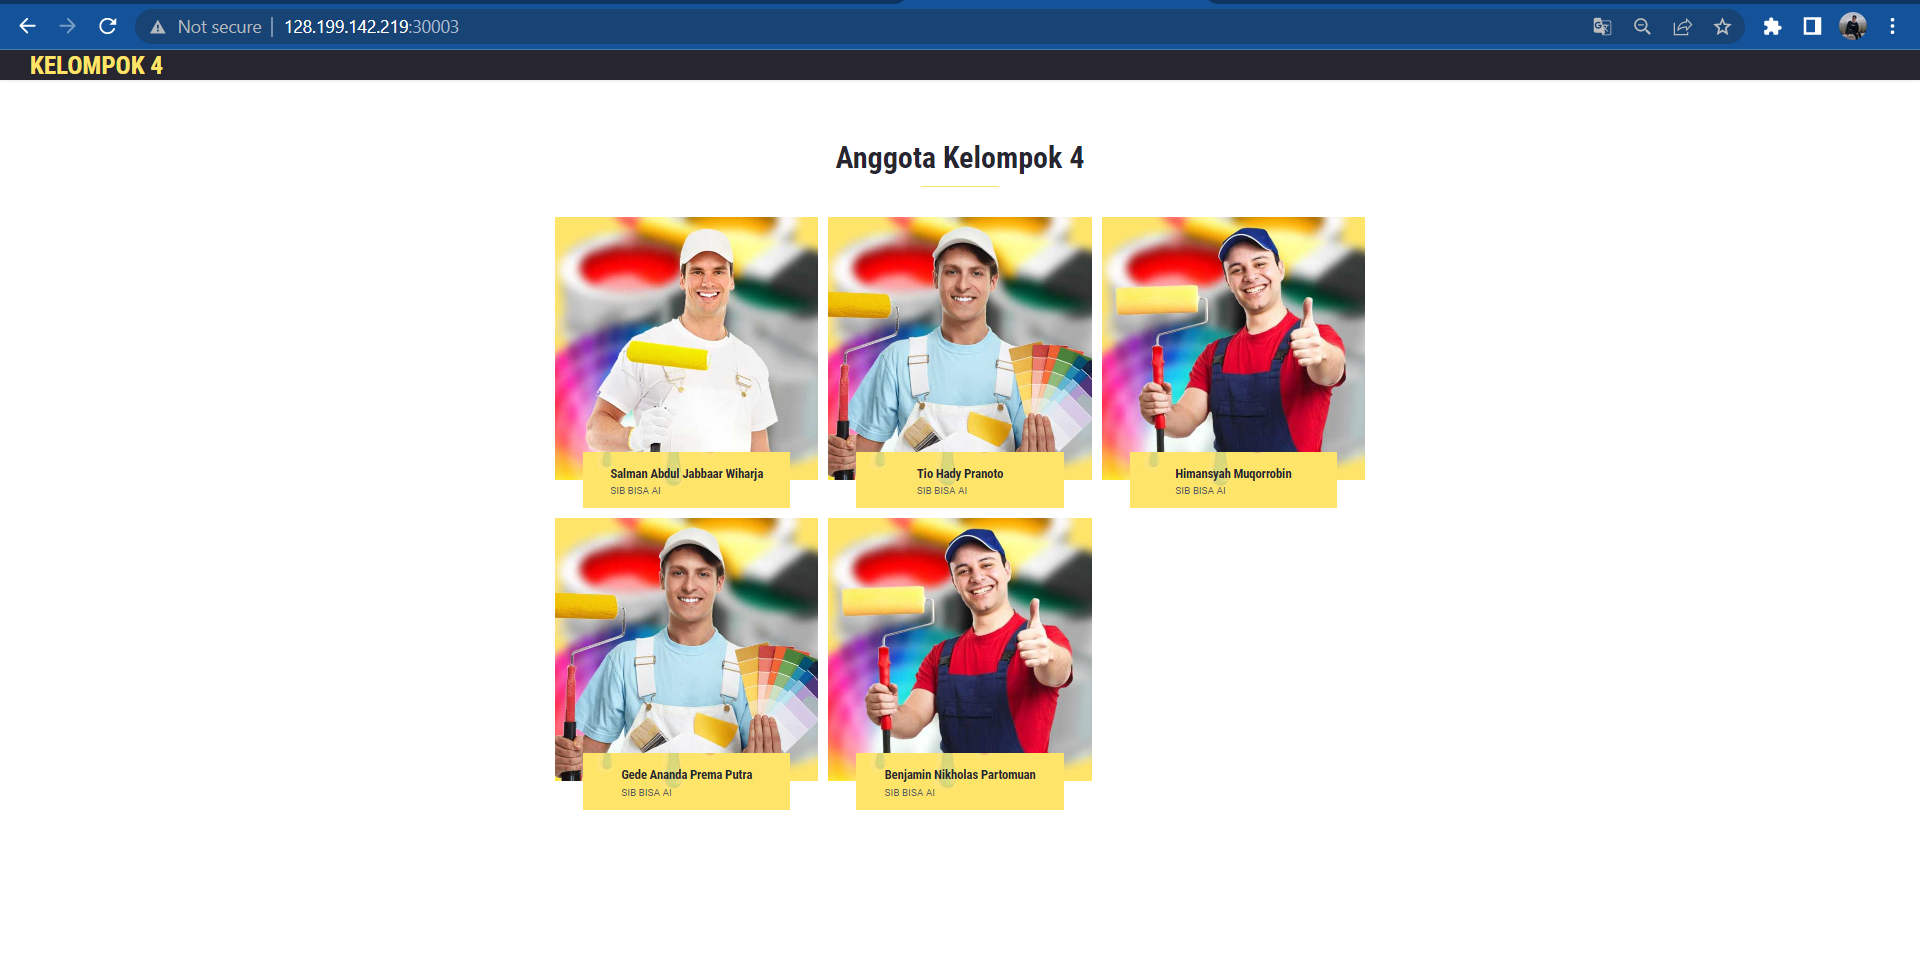 Not secure | 128.199.142.219:30003
KELOMPOK 4
Anggota Kelompok 4
Salman Abdul Jabbaar Wiharja
SIB BISA AI
Tio Hady Pranoto
SIB BISA AI
Himansyah Muqorrobin
SIB BISA AI
Gede Ananda Prema Putra
SIB BISA AI
Benjamin Nikholas Partomuan
SIB BISA AI